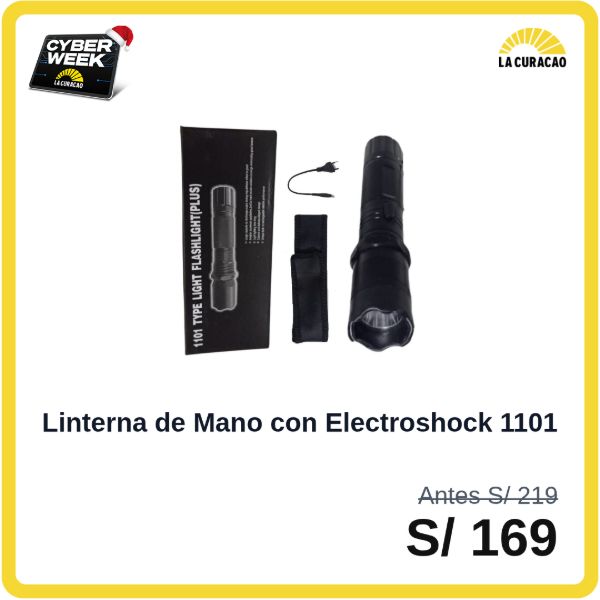 CYBER
WEEK
LA CURACAO
LA CURACAO
1101 TYPE LIGHT FLASHLIGHT(PLUS)
Linterna de Mano con Electroshock 1101
Antes S/ 219
S/ 169